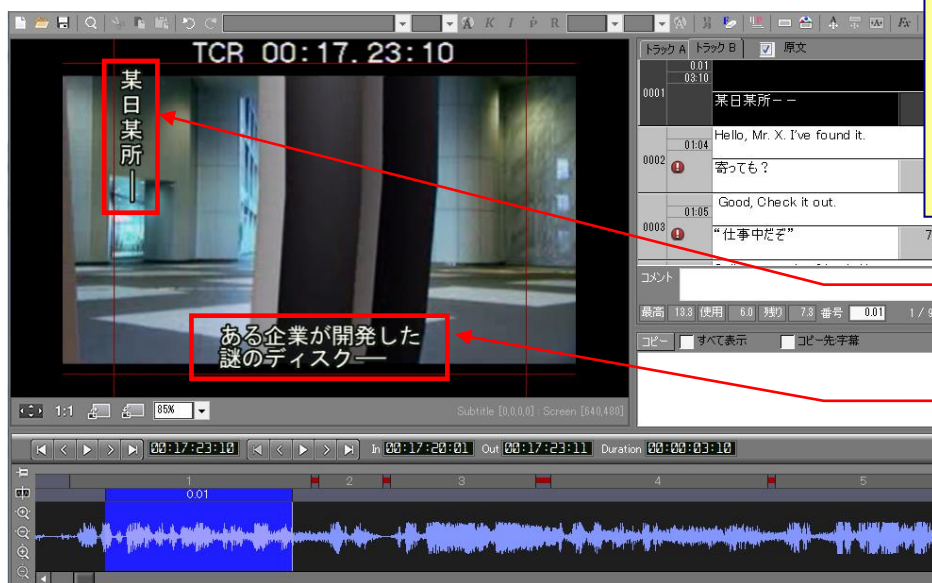 K I P R
Fx
TCR 00:17.23:10
某日某所──
ある企業が開発した
謎のディスク──
1:1
85%
Subtitle [0,0,0,0] : Screen [640,480]
トラック A トラック B 原文
0001
0.01
03:10
某日某所－－
0002
01:04
Hello, Mr. X. I've found it.
寄っても？
0003
01:05
Good, Check it out.
“仕事中だぞ”
7
コメント
最高 13.3 使用 6.0 残り 7.3 番号 0.01 1 / 9
コピー すべて表示 コピー先字幕
00:17:23:10 In 00:17:20:01 Out 00:17:23:11 Duration 00:00:03:10
1 2 3 4 5
0.01